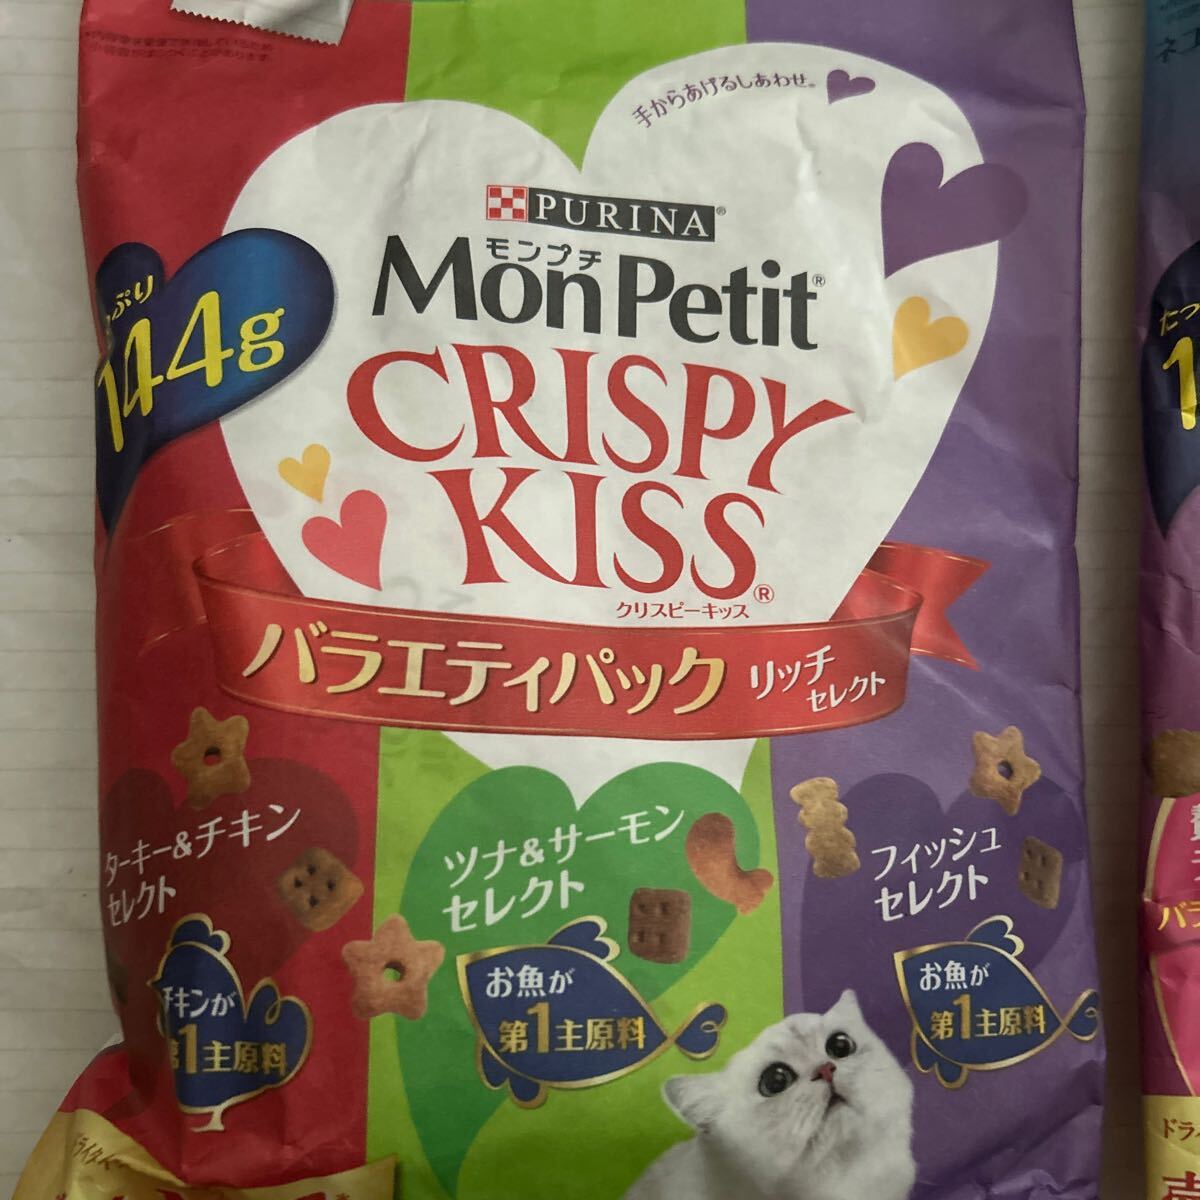 手からあげるしあわせ。
PURINA®
モンプチ
MonPetit®
CRISPY
KISS®
クリスピーキッス
144g
バラエティパック リッチ
セレクト
ターキー&チキン
セレクト
チキンが
第1主原料
ツナ&サーモン
セレクト
お魚が
第1主原料
フィッシュ
セレクト
お魚が
第1主原料